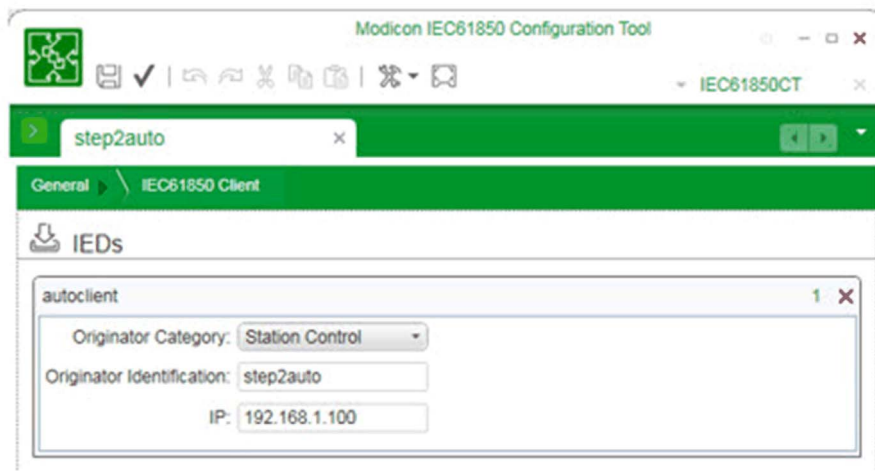 Modicon IEC61850 Configuration Tool
IEC61850CT
step2auto
General
IEC61850 Client
IEDs
autoclient 1
Originator Category: Station Control
Originator Identification: step2auto
IP: 192.168.1.100